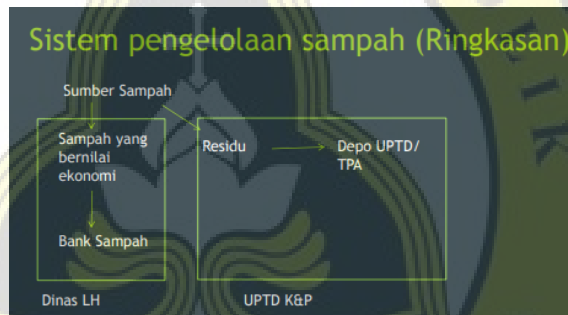 Sistem pengelolaan sampah (Ringkasan)
Sumber Sampah
Sampah yang
bernilai
ekonomi
Bank Sampah
Residu
Depo UPTD/
TPA
Dinas LH
UPTD K&P
LIK